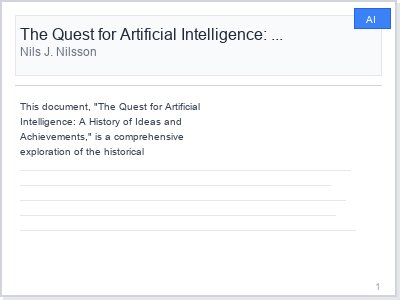 AI
The Quest for Artificial Intelligence: ...
Nils J. Nilsson
This document, "The Quest for Artificial
Intelligence: A History of Ideas and
Achievements," is a comprehensive
exploration of the historical
1